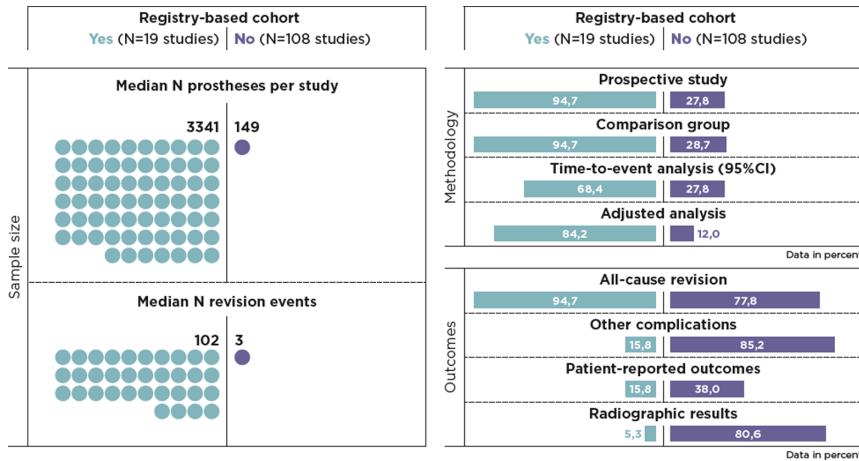 Registry-based cohort
Yes (N=19 studies) No (N=108 studies)
Sample size
Median N prostheses per study
3341 149
Median N revision events
102 3
Registry-based cohort
Yes (N=19 studies) No (N=108 studies)
Methodology
Prospective study
94,7 27,8
Comparison group
94,7 28,7
Time-to-event analysis (95%CI)
68,4 27,8
Adjusted analysis
84,2 12,0
Data in percent
Outcomes
All-cause revision
94,7 77,8
Other complications
15,8 85,2
Patient-reported outcomes
15,8 38,0
Radiographic results
5,3 80,6
Data in percent